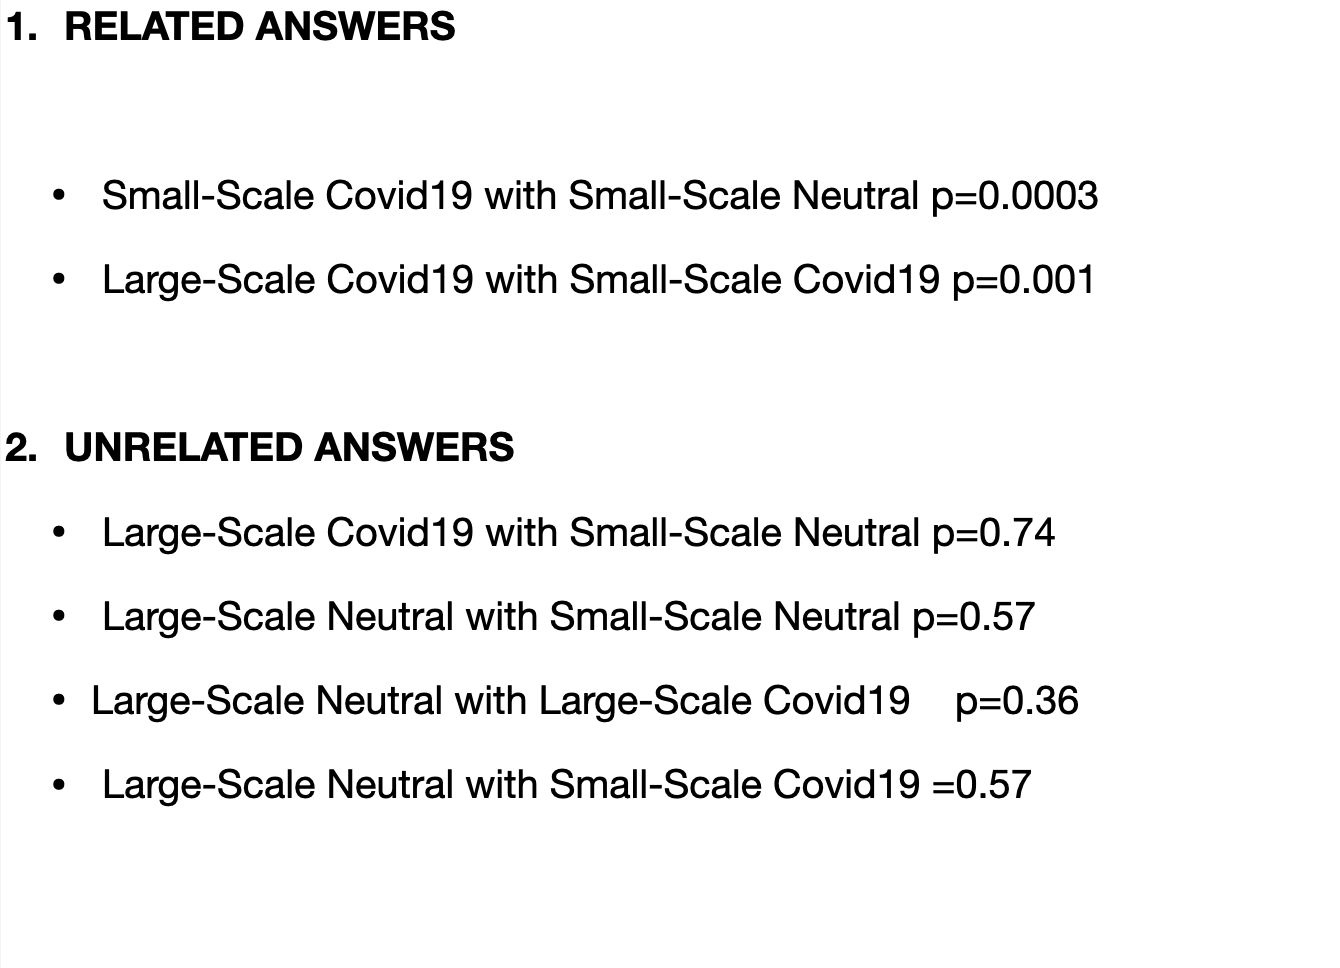 1. RELATED ANSWERS
• Small-Scale Covid19 with Small-Scale Neutral p=0.0003
• Large-Scale Covid19 with Small-Scale Covid19 p=0.001
2. UNRELATED ANSWERS
• Large-Scale Covid19 with Small-Scale Neutral p=0.74
• Large-Scale Neutral with Small-Scale Neutral p=0.57
• Large-Scale Neutral with Large-Scale Covid19 p=0.36
• Large-Scale Neutral with Small-Scale Covid19 =0.57